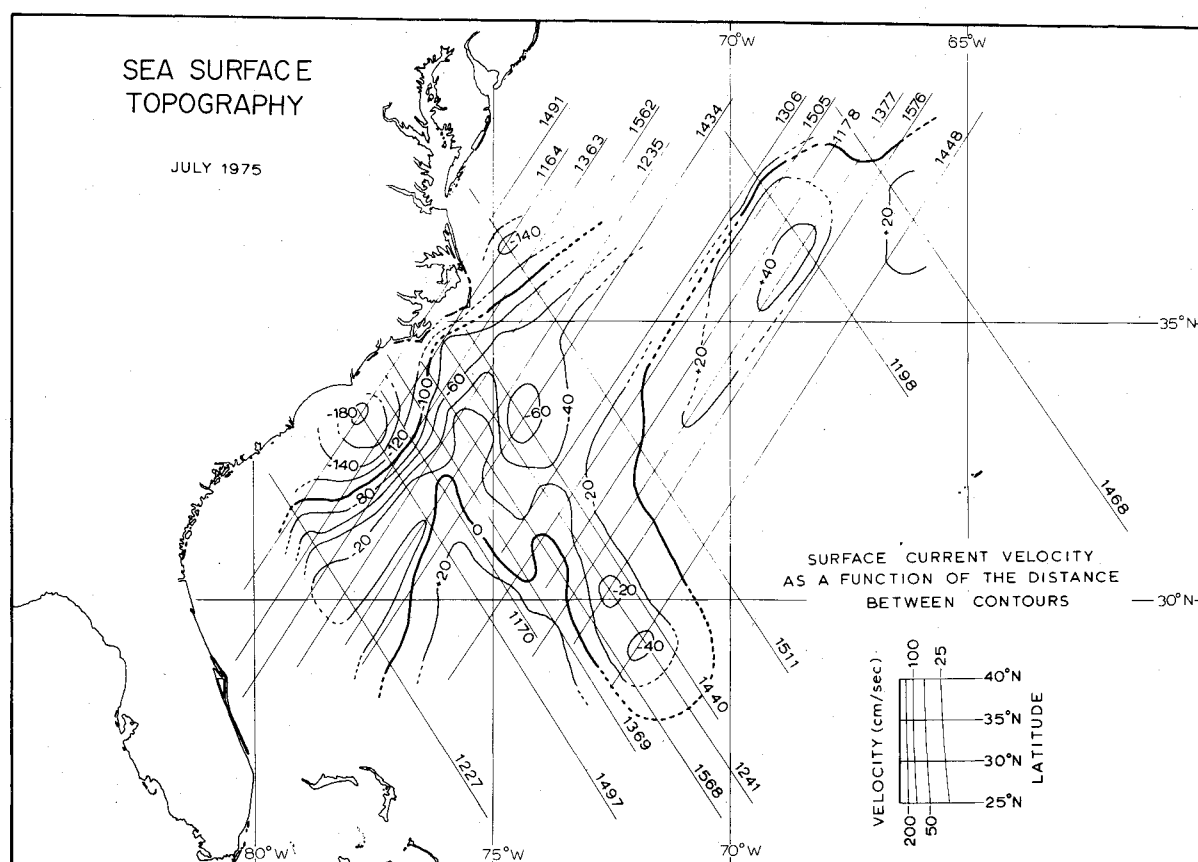 SEA SURFACE
TOPOGRAPHY
JULY 1975
70°W
65°W
1491
1562
1434
1306
1505
1178
1377
1576
1448
1164
1363
1235
-140
+20
+40
35°N
+20
1198
-100
-60
-180
-60
-40
-120
-140
-80
-20
1468
0
-20
+20
-20
SURFACE CURRENT VELOCITY
AS A FUNCTION OF THE DISTANCE
BETWEEN CONTOURS
30°N
1170
-40
1511
1440
1369
1227
1497
1568
1241
VELOCITY (cm/sec)
100
25
40°N
35°N
30°N
25°N
LATITUDE
200
50
80°W
75°W
70°W